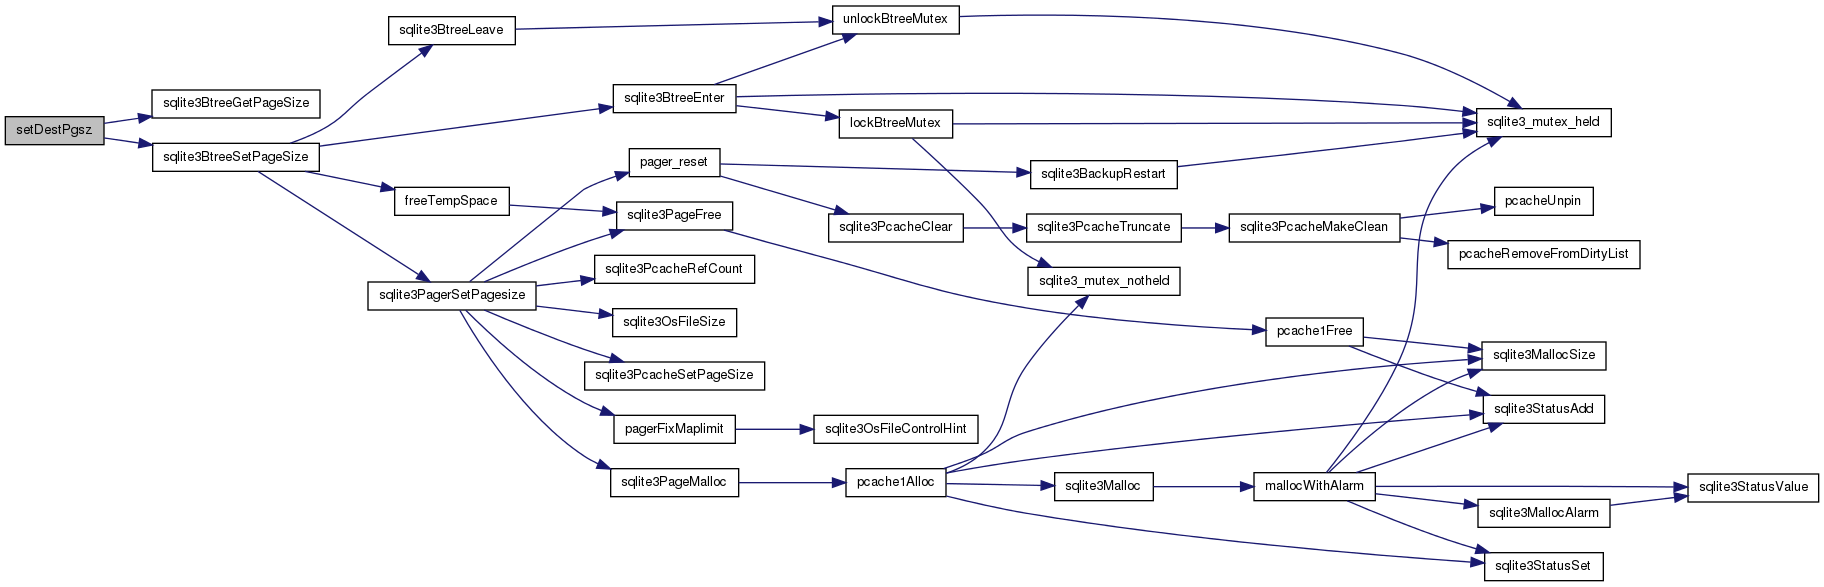 setDestPgsz
sqlite3BtreeGetPageSize
sqlite3BtreeSetPageSize
sqlite3BtreeLeave
sqlite3BtreeEnter
freeTempSpace
sqlite3PagerSetPagesize
unlockBtreeMutex
lockBtreeMutex
pager_reset
sqlite3PageFree
sqlite3PcacheRefCount
sqlite3OsFileSize
sqlite3PcacheSetPageSize
pagerFixMaplimit
sqlite3PageMalloc
sqlite3PcacheClear
sqlite3OsFileControlHint
pcache1Alloc
sqlite3BackupRestart
sqlite3PcacheTruncate
sqlite3_mutex_notheld
sqlite3Malloc
sqlite3PcacheMakeClean
pcache1Free
mallocWithAlarm
sqlite3_mutex_held
pcacheUnpin
pcacheRemoveFromDirtyList
sqlite3MallocSize
sqlite3StatusAdd
sqlite3MallocAlarm
sqlite3StatusSet
sqlite3StatusValue